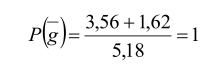 P(g̅) = (3,56 + 1,62) / 5,18 = 1